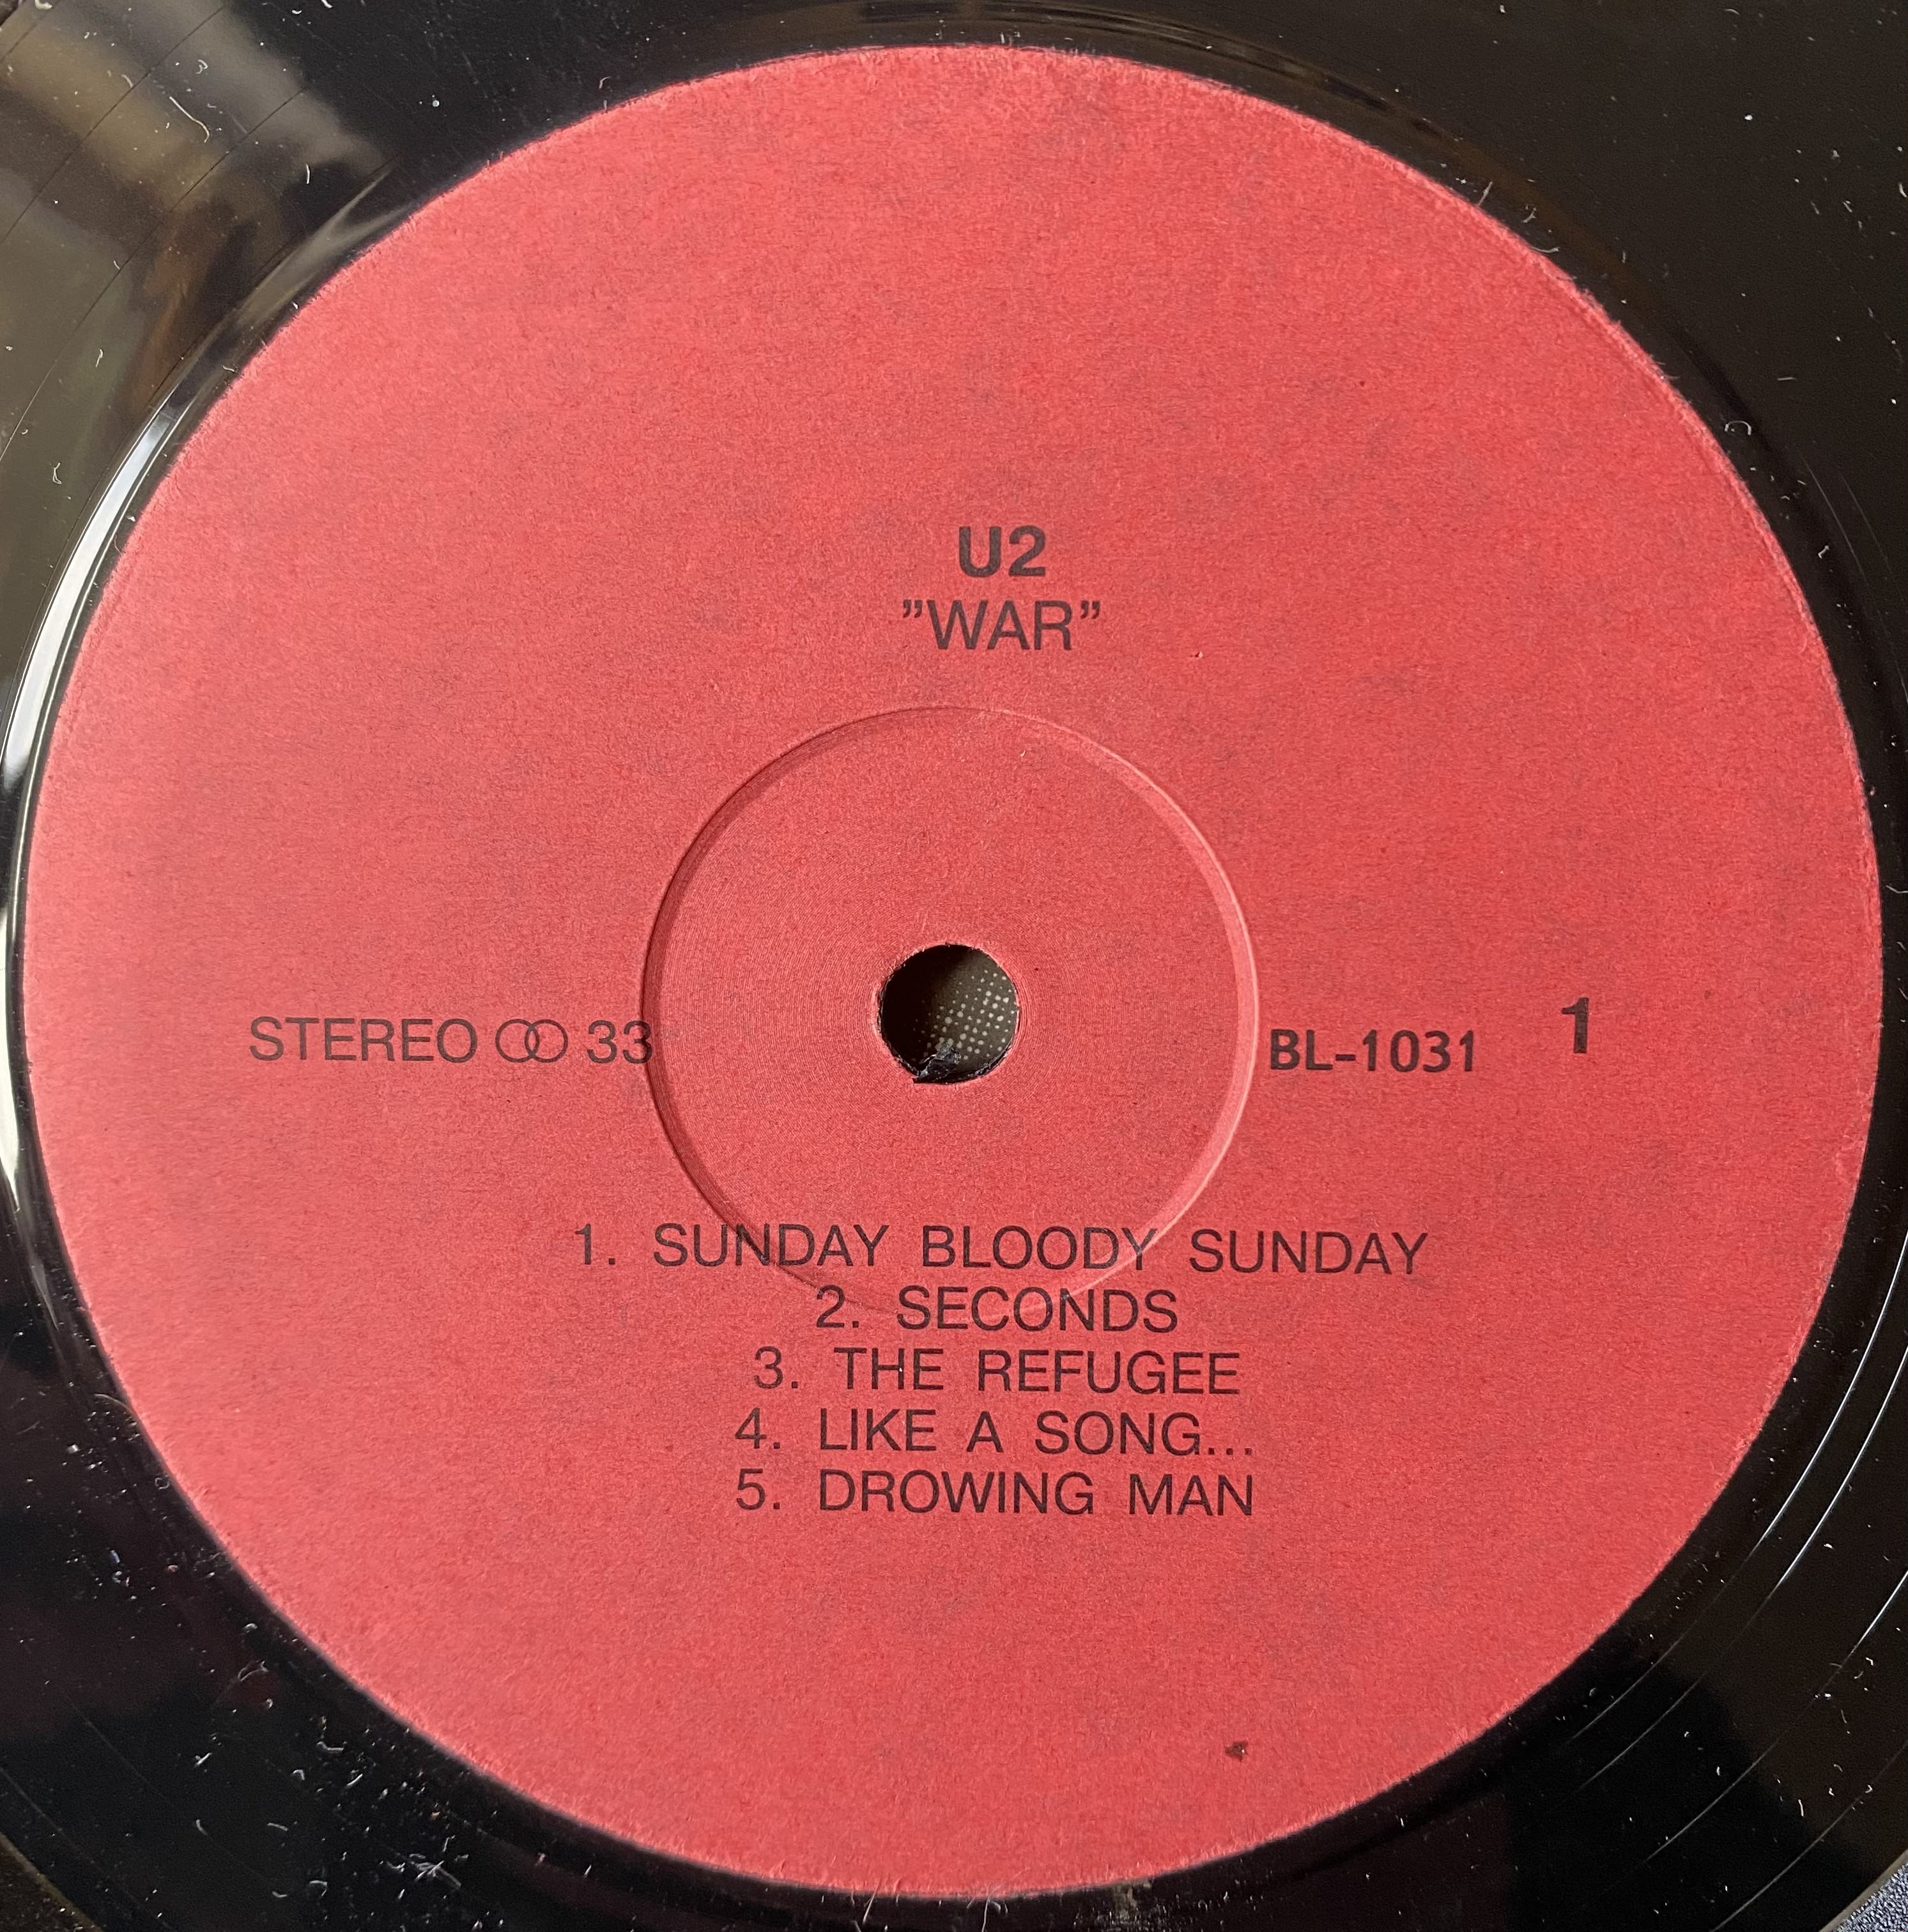 U2
”WAR”
STEREO 33
BL-1031 1
1. SUNDAY BLOODY SUNDAY
2. SECONDS
3. THE REFUGEE
4. LIKE A SONG...
5. DROWING MAN